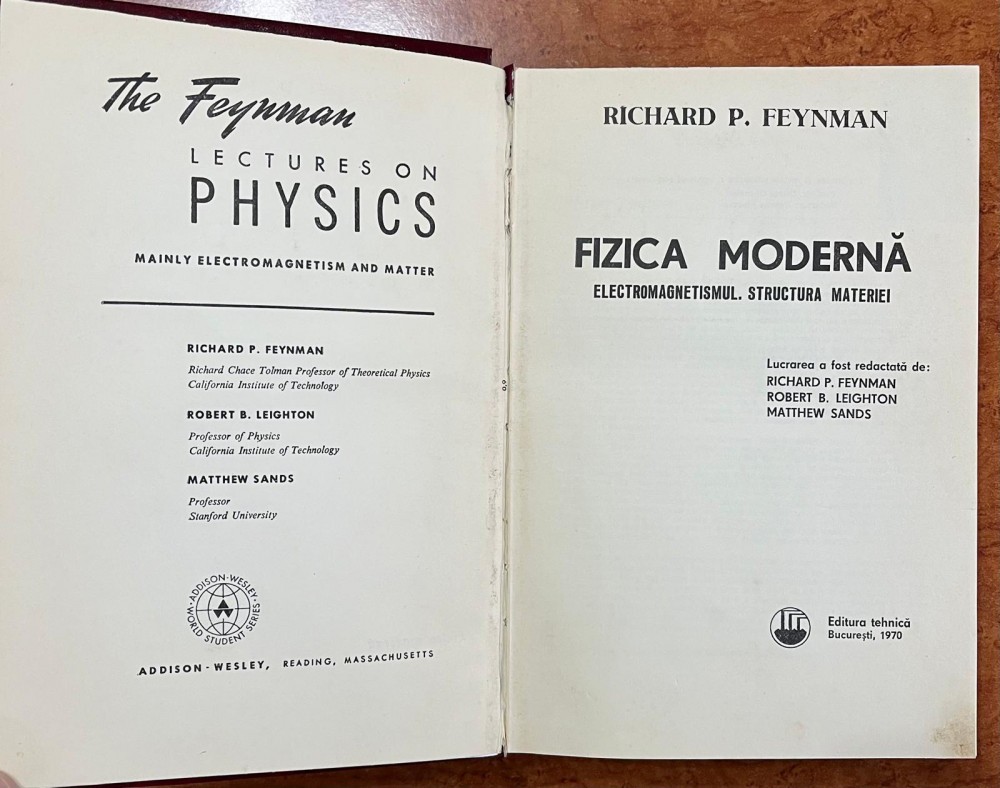 The Feynman
LECTURES ON
PHYSICS
MAINLY ELECTROMAGNETISM AND MATTER
RICHARD P. FEYNMAN
Richard Chace Tolman Professor of Theoretical Physics
California Institute of Technology
ROBERT B. LEIGHTON
Professor of Physics
California Institute of Technology
MATTHEW SANDS
Professor
Stanford University
ADDISON-WESLEY
WORLD STUDENT SERIES
ADDISON-WESLEY, READING, MASSACHUSETTS
RICHARD P. FEYNMAN
FIZICA MODERNĂ
ELECTROMAGNETISMUL. STRUCTURA MATERIEI
Lucrarea a fost redactată de:
RICHARD P. FEYNMAN
ROBERT B. LEIGHTON
MATTHEW SANDS
Editura tehnică
București, 1970